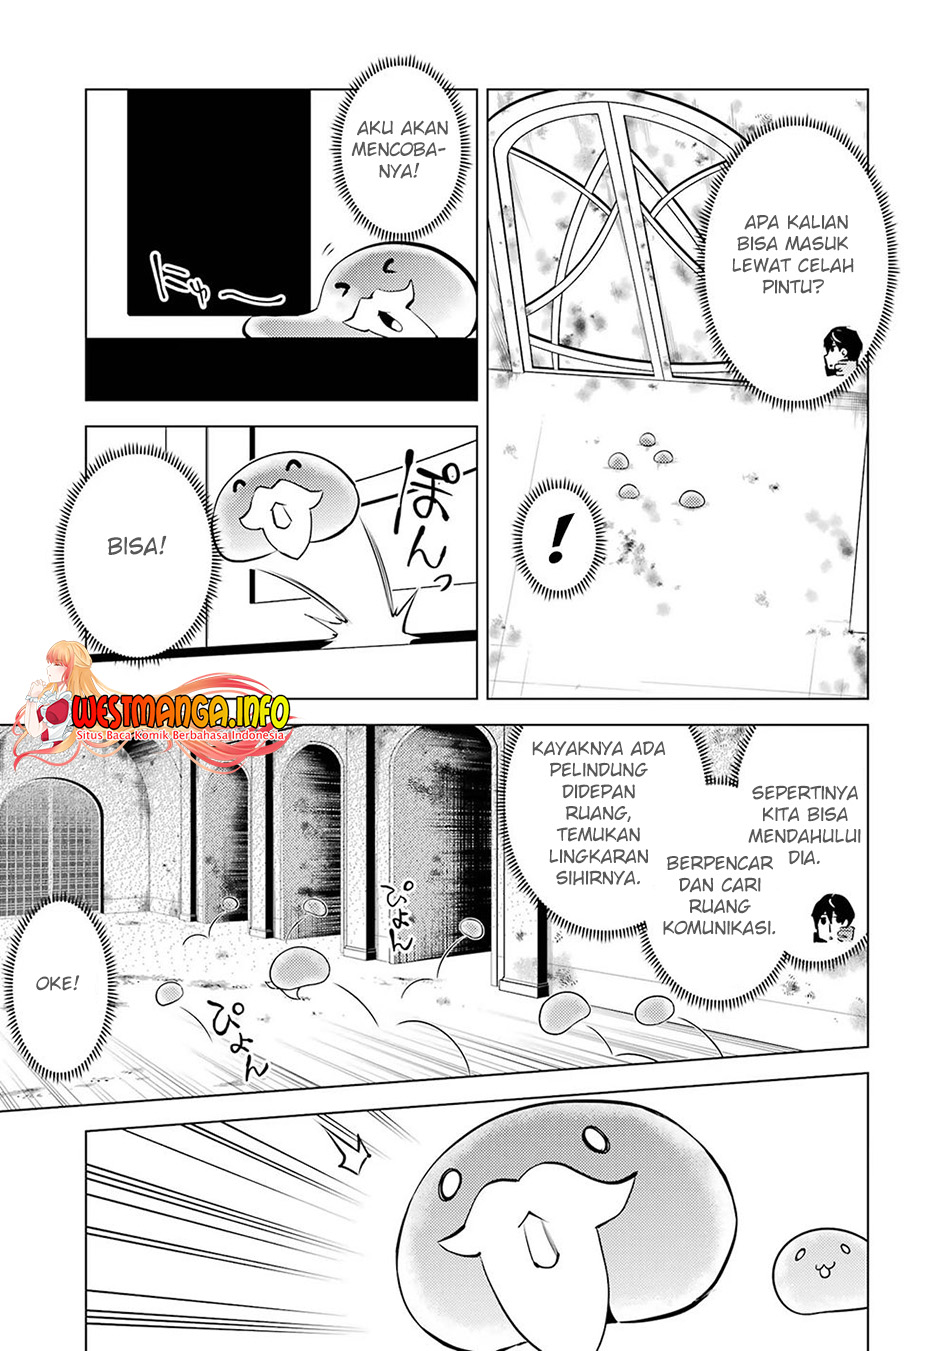 APA KALIAN
BISA MASUK
LEWAT CELAH
PINTU?
!
AKU AKAN
MENCOBA-
NYA!
にゅ〜
ぽんっ
BISA!
WESTMANGA.INFO
Situs Baca Komik Berbahasa Indonesia
SEPERTINYA
KITA BISA
MENDAHULUI
DIA.
BERPENCAR
DAN CARI
RUANG
KOMUNIKASI.
KAYAKNYA ADA
PELINDUNG
DIDEPAN
RUANG,
TEMUKAN
LINGKARAN
SIHIRNYA.
ぴょん
ぴょん
OKE!